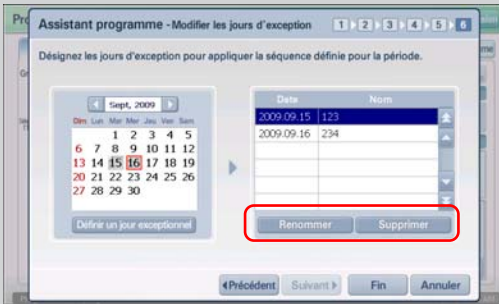 Assistant programme - Modifier les jours d'exception 1 2 3 4 5 6
Désignez les jours d'exception pour appliquer la séquence définie pour la période.
Sept, 2009
Dim Lun Mar Mer Jeu Ven Sam
1 2 3 4 5
6 7 8 9 10 11 12
13 14 15 16 17 18 19
20 21 22 23 24 25 26
27 28 29 30
Définir un jour exceptionnel
Date Nom
2009.09.15 123
2009.09.16 234
Renommer Supprimer
Précédent Suivant Fin Annuler